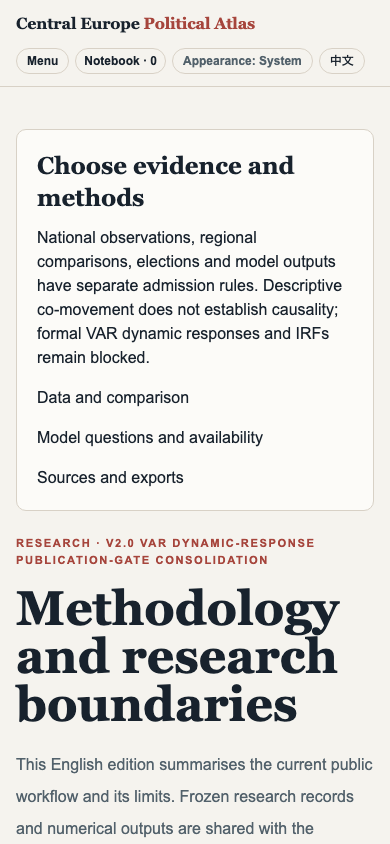 Central Europe Political Atlas
Menu
Notebook · 0
Appearance: System
中文
Choose evidence and
methods
National observations, regional
comparisons, elections and model outputs
have separate admission rules. Descriptive
co-movement does not establish causality;
formal VAR dynamic responses and IRFs
remain blocked.
Data and comparison
Model questions and availability
Sources and exports
RESEARCH · V2.0 VAR DYNAMIC-RESPONSE
PUBLICATION-GATE CONSOLIDATION
Methodology
and research
boundaries
This English edition summarises the current public
workflow and its limits. Frozen research records
and numerical outputs are shared with the